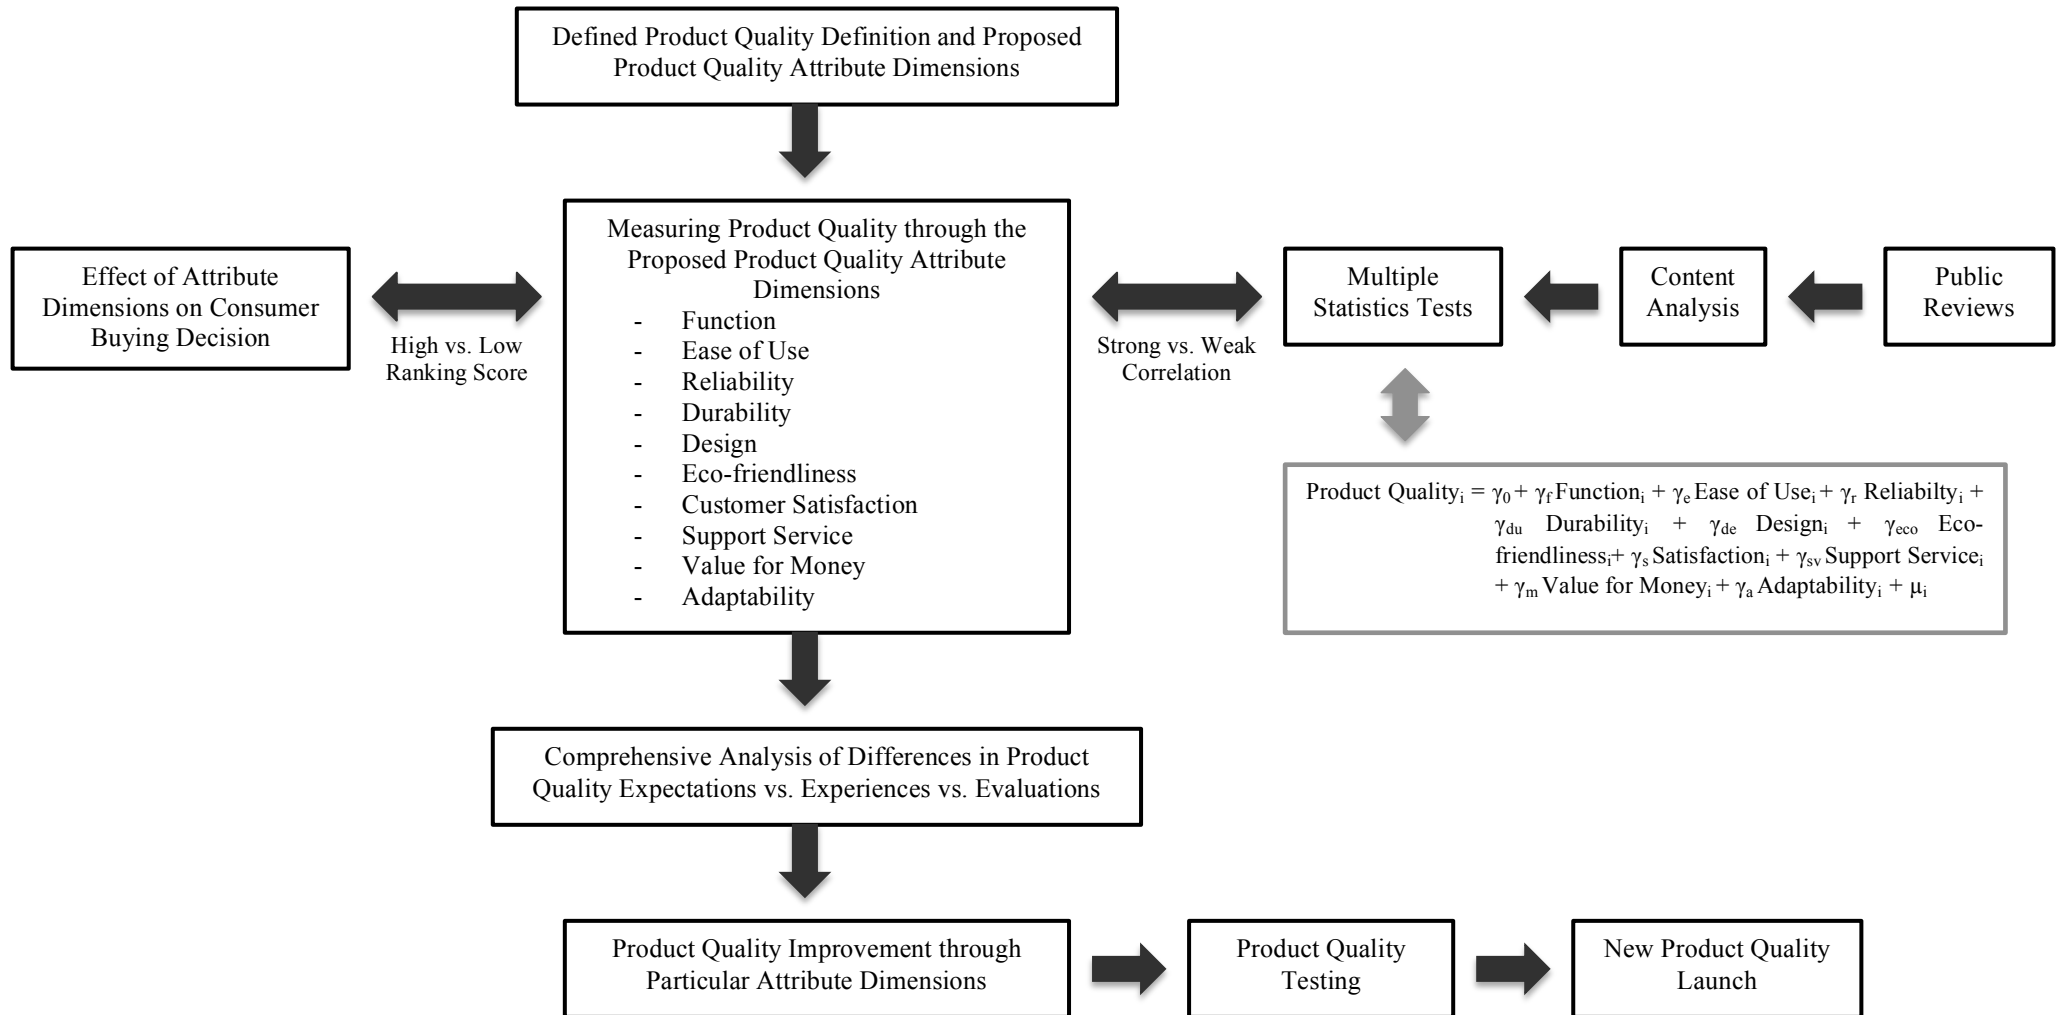 Defined Product Quality Definition and Proposed
Product Quality Attribute Dimensions
Effect of Attribute
Dimensions on Consumer
Buying Decision
High vs. Low
Ranking Score
Measuring Product Quality through the
Proposed Product Quality Attribute
Dimensions
- Function
- Ease of Use
- Reliability
- Durability
- Design
- Eco-friendliness
- Customer Satisfaction
- Support Service
- Value for Money
- Adaptability
Strong vs. Weak
Correlation
Multiple
Statistics Tests
Content
Analysis
Public
Reviews
Product Qualityᵢ = γ₀ + γf Functionᵢ + γe Ease of Useᵢ + γr Reliabiltyᵢ +
γdu Durabilityᵢ + γde Designᵢ + γeco Eco-
friendlinessᵢ + γs Satisfactionᵢ + γsv Support Serviceᵢ
+ γm Value for Moneyᵢ + γa Adaptabilityᵢ + μᵢ
Comprehensive Analysis of Differences in Product
Quality Expectations vs. Experiences vs. Evaluations
Product Quality Improvement through
Particular Attribute Dimensions
Product Quality
Testing
New Product Quality
Launch